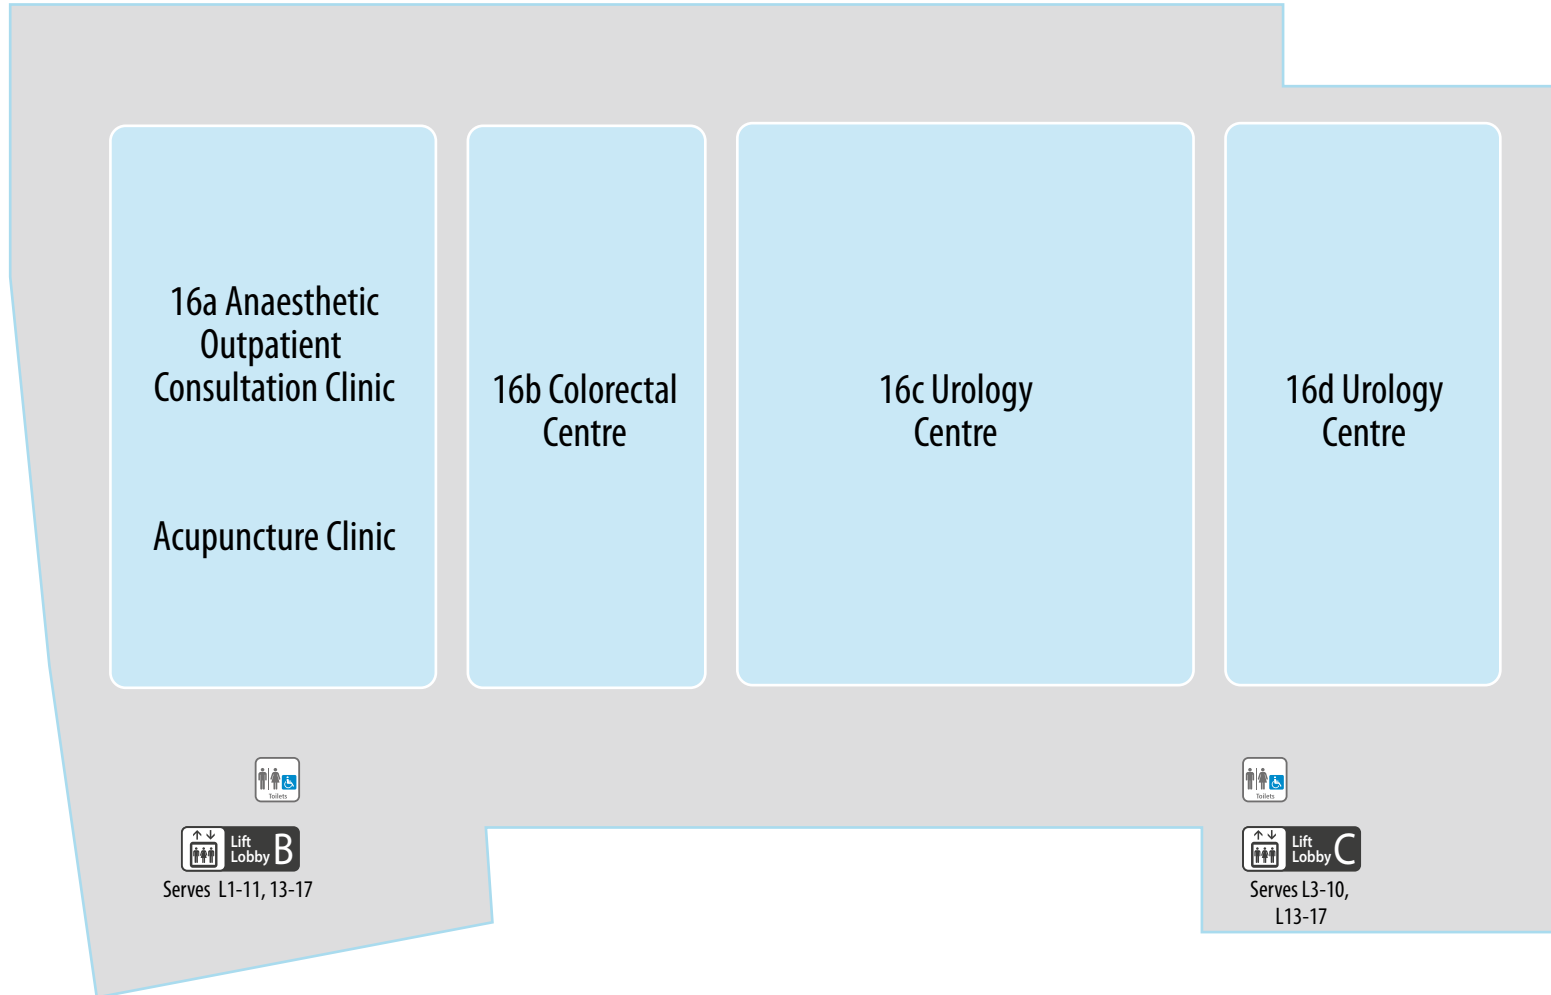 16a Anaesthetic
Outpatient
Consultation Clinic
Acupuncture Clinic
16b Colorectal
Centre
16c Urology
Centre
16d Urology
Centre
Toilets
Lift
Lobby B
Serves L1-11, 13-17
Toilets
Lift
Lobby C
Serves L3-10,
L13-17